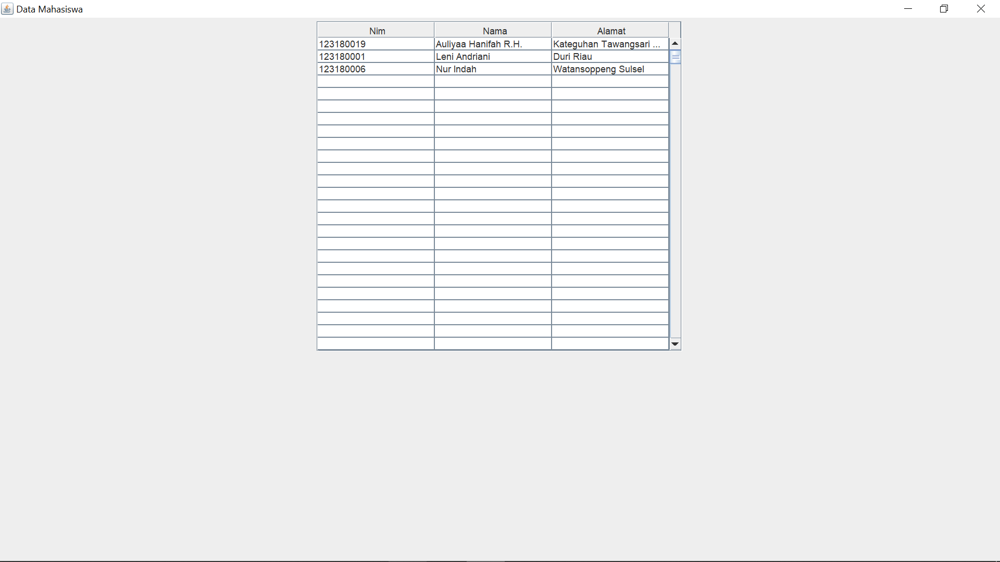 Data Mahasiswa
Nim Nama Alamat
123180019 Auliyaa Hanifah R.H. Kateguhan Tawangsari ...
123180001 Leni Andriani Duri Riau
123180006 Nur Indah Watansoppeng Sulsel